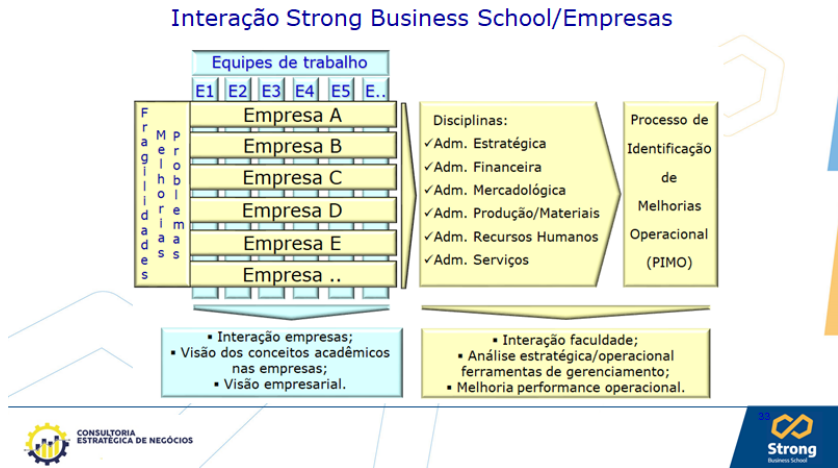 Interação Strong Business School/Empresas
Equipes de trabalho
E1 E2 E3 E4 E5 E..
Fragilidades
Melhorias
Problemas
Empresa A
Empresa B
Empresa C
Empresa D
Empresa E
Empresa ..
Disciplinas:
✓Adm. Estratégica
✓Adm. Financeira
✓Adm. Mercadológica
✓Adm. Produção/Materiais
✓Adm. Recursos Humanos
✓Adm. Serviços
Processo de
Identificação
de
Melhorias
Operacional
(PIMO)
▪ Interação empresas;
▪ Visão dos conceitos acadêmicos
nas empresas;
▪ Visão empresarial.
▪ Interação faculdade;
▪ Análise estratégica/operacional
ferramentas de gerenciamento;
▪ Melhoria performance operacional.
CONSULTORIA
ESTRATÉGICA DE NEGÓCIOS
33
Strong
Business School